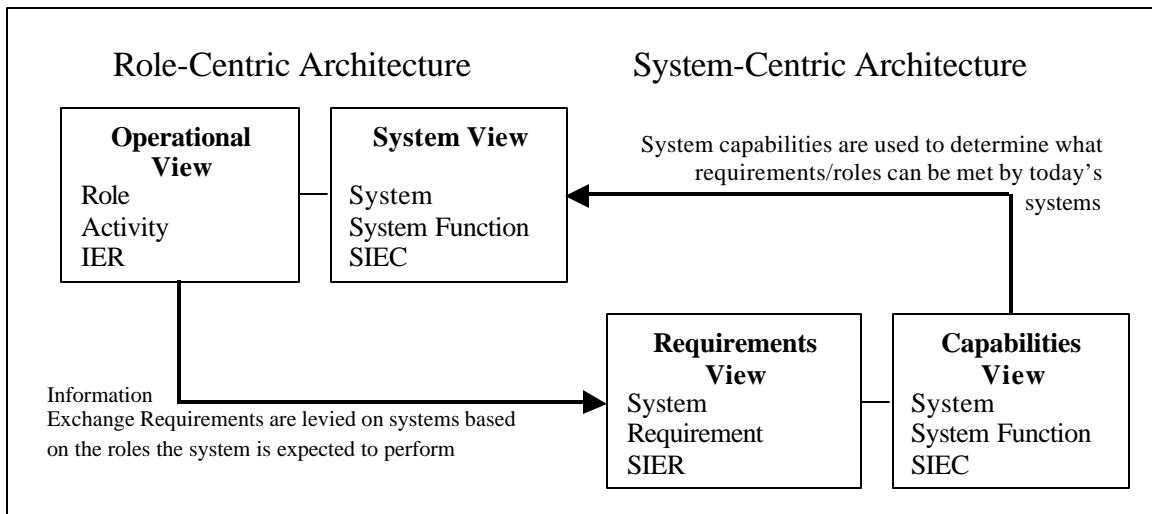 Role-Centric Architecture
System-Centric Architecture
Operational
View
Role
Activity
IER
System View
System
System Function
SIEC
System capabilities are used to determine what
requirements/roles can be met by today’s
systems
Information
Exchange Requirements are levied on systems based
on the roles the system is expected to perform
Requirements
View
System
Requirement
SIER
Capabilities
View
System
System Function
SIEC